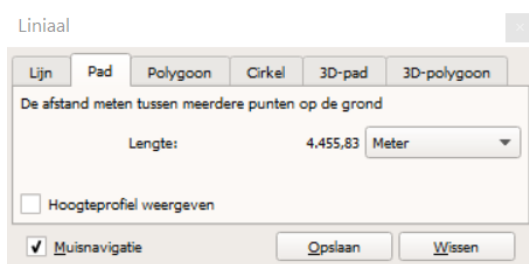 Liniaal
Lijn Pad Polygoon Cirkel 3D-pad 3D-polygoon
De afstand meten tussen meerdere punten op de grond
Lengte: 4.455,83 Meter
Hoogteprofiel weergeven
Muisnavigatie Opslaan Wissen